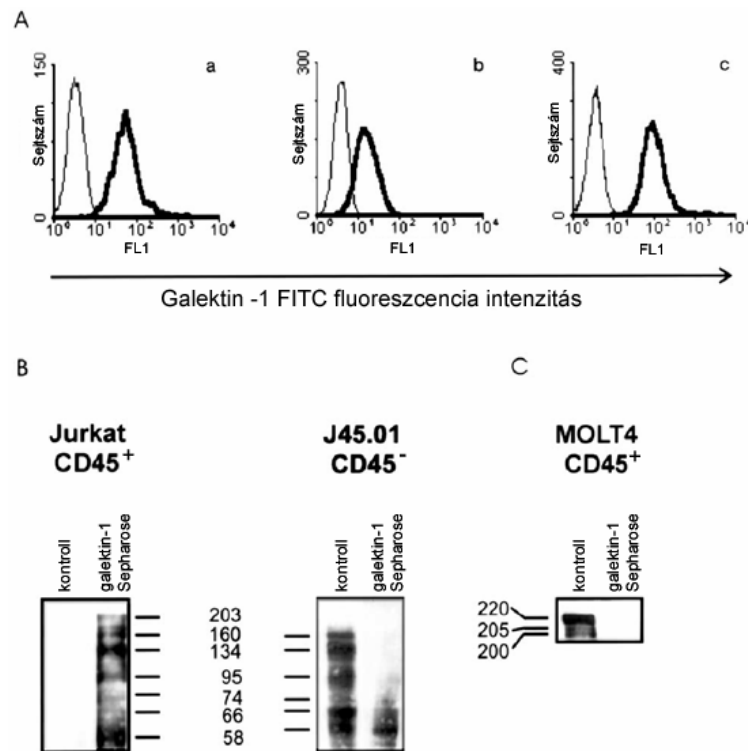 A
150
Sejtszám
0
a
10⁰ 10¹ 10² 10³ 10⁴
FL1
300
Sejtszám
0
b
10⁰ 10¹ 10² 10³ 10⁴
FL1
400
Sejtszám
0
c
10⁰ 10¹ 10² 10³ 10⁴
FL1
Galektin -1 FITC fluoreszcencia intenzitás
B
Jurkat
CD45⁺
kontroll
galektin-1
Sepharose
203
160
134
95
74
66
58
J45.01
CD45⁻
kontroll
galektin-1
Sepharose
C
MOLT4
CD45⁺
kontroll
galektin-1
Sepharose
220
205
200